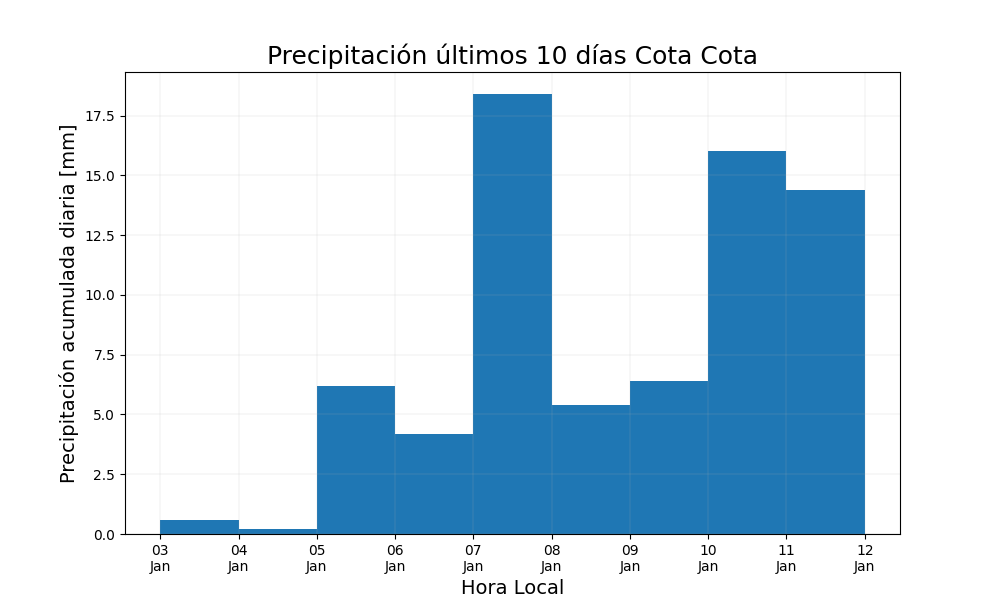 Precipitación últimos 10 días Cota Cota
Precipitación acumulada diaria [mm]
17.5
15.0
12.5
10.0
7.5
5.0
2.5
0.0
03 04 05 06 07 08 09 10 11 12
Jan Jan Jan Jan Jan Jan Jan Jan Jan Jan
Hora Local